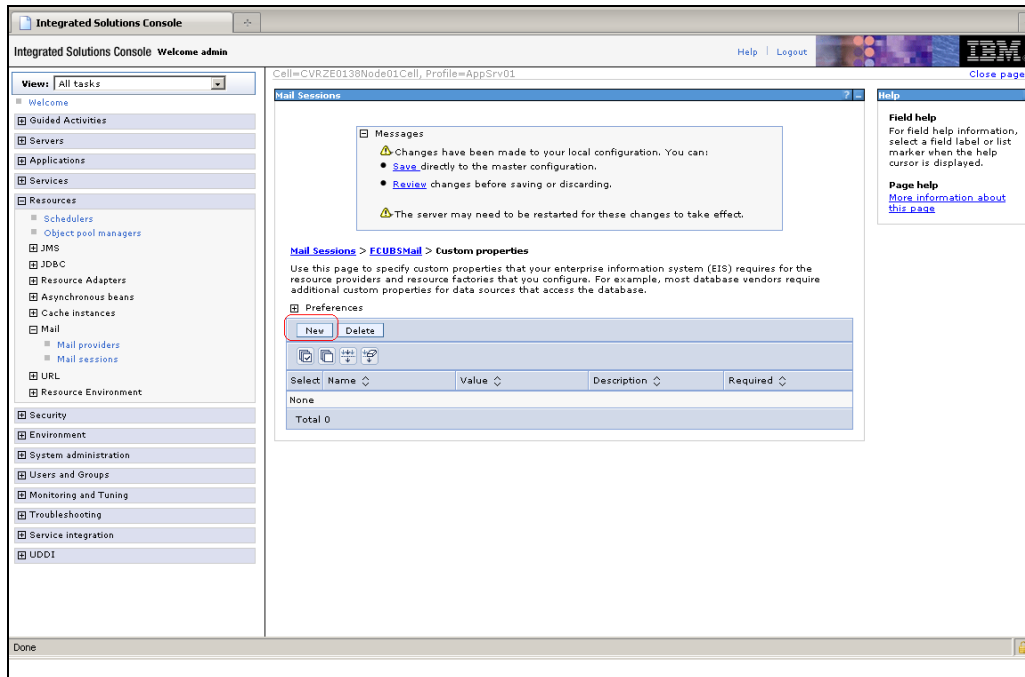 Integrated Solutions Console
Integrated Solutions Console Welcome admin
Help | Logout
IBM
View: All tasks
Welcome
Guided Activities
Servers
Applications
Services
Resources
Schedulers
Object pool managers
JMS
JDBC
Resource Adapters
Asynchronous beans
Cache instances
Mail
Mail providers
Mail sessions
URL
Resource Environment
Security
Environment
System administration
Users and Groups
Monitoring and Tuning
Troubleshooting
Service integration
UDDI
Cell=CVRZE0138Node01Cell, Profile=AppSrv01
Close page
Mail Sessions
? -
Messages
Changes have been made to your local configuration. You can:
Save directly to the master configuration.
Review changes before saving or discarding.
The server may need to be restarted for these changes to take effect.
Mail Sessions > FCUBSMail > Custom properties
Use this page to specify custom properties that your enterprise information system (EIS) requires for the
resource providers and resource factories that you configure. For example, most database vendors require
additional custom properties for data sources that access the database.
Preferences
New Delete
Select Name Value Description Required
None
Total 0
Help
Field help
For field help information,
select a field label or list
marker when the help
cursor is displayed.
Page help
More information about
this page
Done